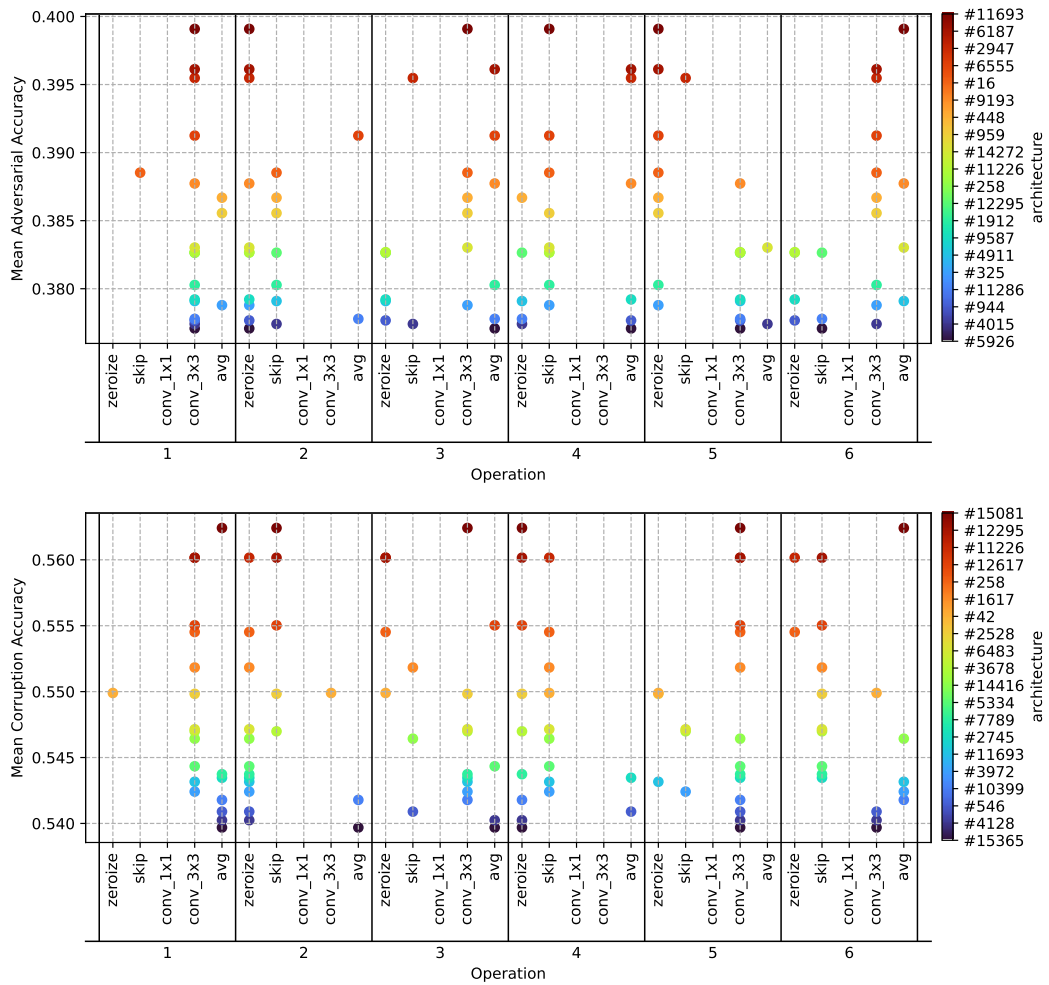 Mean Adversarial Accuracy
0.400
0.395
0.390
0.385
0.380
zeroize
skip
conv_1x1
conv_3x3
avg
zeroize
skip
conv_1x1
conv_3x3
avg
zeroize
skip
conv_1x1
conv_3x3
avg
zeroize
skip
conv_1x1
conv_3x3
avg
zeroize
skip
conv_1x1
conv_3x3
avg
zeroize
skip
conv_1x1
conv_3x3
avg
1
2
3
4
5
6
Operation
#11693
#6187
#2947
#6555
#16
#9193
#448
#959
#14272
#11226
#258
#12295
#1912
#9587
#4911
#325
#11286
#944
#4015
#5926
architecture
Mean Corruption Accuracy
0.560
0.555
0.550
0.545
0.540
zeroize
skip
conv_1x1
conv_3x3
avg
zeroize
skip
conv_1x1
conv_3x3
avg
zeroize
skip
conv_1x1
conv_3x3
avg
zeroize
skip
conv_1x1
conv_3x3
avg
zeroize
skip
conv_1x1
conv_3x3
avg
zeroize
skip
conv_1x1
conv_3x3
avg
1
2
3
4
5
6
Operation
#15081
#12295
#11226
#12617
#258
#1617
#42
#2528
#6483
#3678
#14416
#5334
#7789
#2745
#11693
#3972
#10399
#546
#4128
#15365
architecture